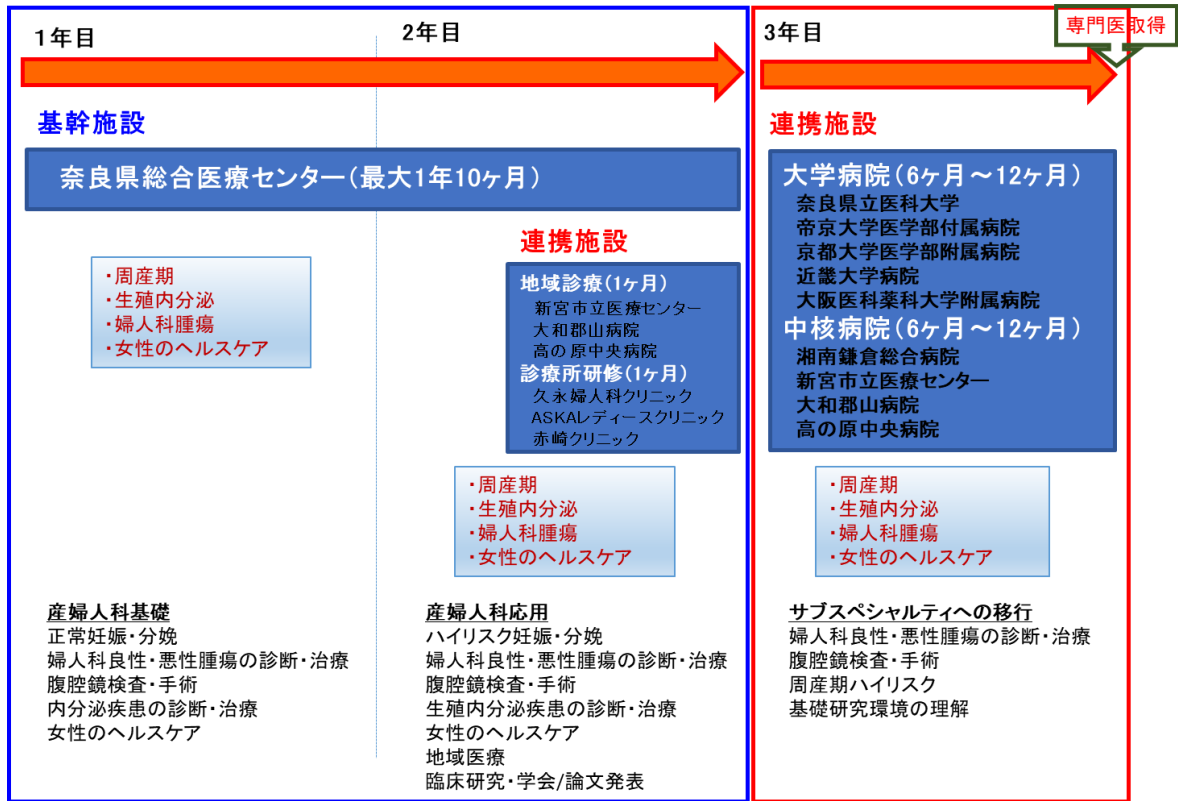 1年目
2年目
3年目
専門医取得
基幹施設
奈良県総合医療センター(最大1年10ヶ月)
・周産期
・生殖内分泌
・婦人科腫瘍
・女性のヘルスケア
連携施設
地域診療(1ヶ月)
新宮市立医療センター
大和郡山病院
高の原中央病院
診療所研修(1ヶ月)
久永婦人科クリニック
ASKAレディースクリニック
赤崎クリニック
・周産期
・生殖内分泌
・婦人科腫瘍
・女性のヘルスケア
連携施設
大学病院(6ヶ月~12ヶ月)
奈良県立医科大学
帝京大学医学部付属病院
京都大学医学部附属病院
近畿大学病院
大阪医科薬科大学附属病院
中核病院(6ヶ月~12ヶ月)
湘南鎌倉総合病院
新宮市立医療センター
大和郡山病院
高の原中央病院
・周産期
・生殖内分泌
・婦人科腫瘍
・女性のヘルスケア
産婦人科基礎
正常妊娠・分娩
婦人科良性・悪性腫瘍の診断・治療
腹腔鏡検査・手術
内分泌疾患の診断・治療
女性のヘルスケア
産婦人科応用
ハイリスク妊娠・分娩
婦人科良性・悪性腫瘍の診断・治療
腹腔鏡検査・手術
生殖内分泌疾患の診断・治療
女性のヘルスケア
地域医療
臨床研究・学会/論文発表
サブスペシャルティへの移行
婦人科良性・悪性腫瘍の診断・治療
腹腔鏡検査・手術
周産期ハイリスク
基礎研究環境の理解